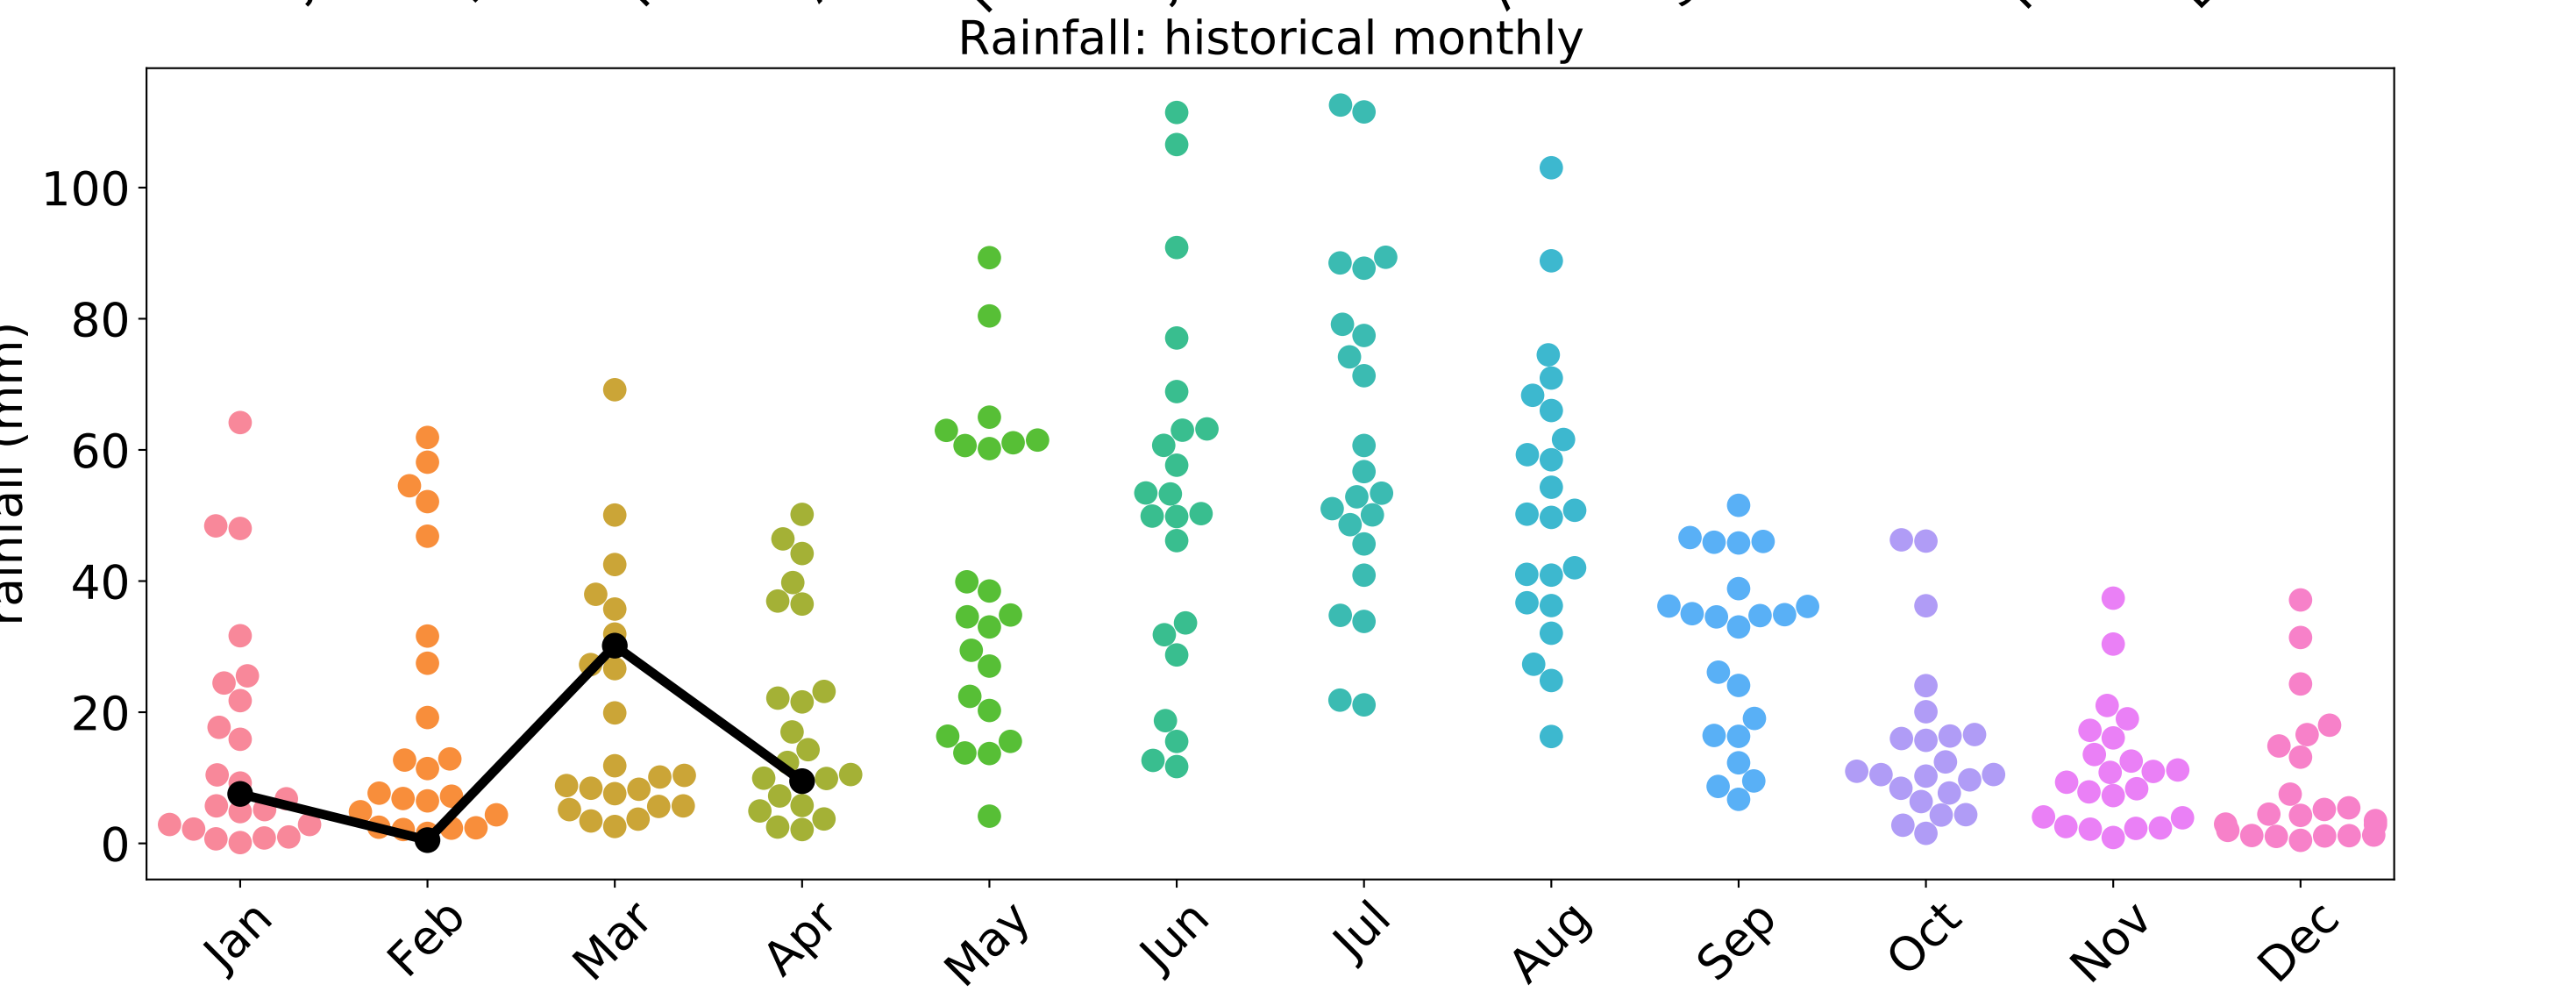 Rainfall: historical monthly
100
80
60
40
20
0
rainfall (mm)
Jan
Feb
Mar
Apr
May
Jun
Jul
Aug
Sep
Oct
Nov
Dec